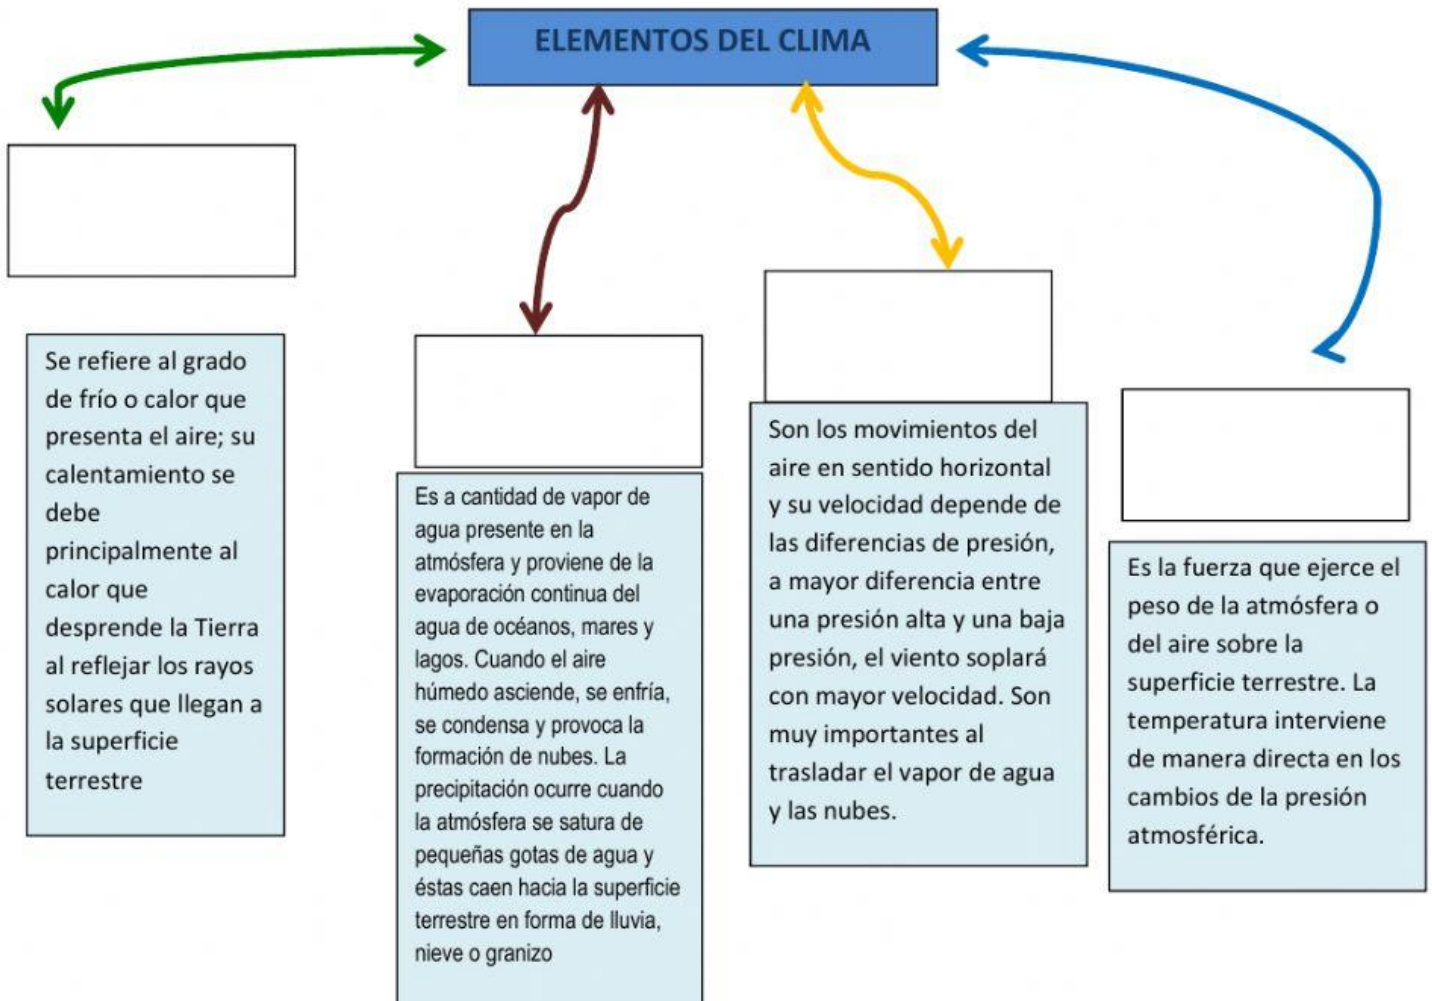 ELEMENTOS DEL CLIMA
Se refiere al grado
de frío o calor que
presenta el aire; su
calentamiento se
debe
principalmente al
calor que
desprende la Tierra
al reflejar los rayos
solares que llegan a
la superficie
terrestre
Es a cantidad de vapor de
agua presente en la
atmósfera y proviene de la
evaporación continua del
agua de océanos, mares y
lagos. Cuando el aire
húmedo asciende, se enfría,
se condensa y provoca la
formación de nubes. La
precipitación ocurre cuando
la atmósfera se satura de
pequeñas gotas de agua y
éstas caen hacia la superficie
terrestre en forma de lluvia,
nieve o granizo
Son los movimientos del
aire en sentido horizontal
y su velocidad depende de
las diferencias de presión,
a mayor diferencia entre
una presión alta y una baja
presión, el viento soplará
con mayor velocidad. Son
muy importantes al
trasladar el vapor de agua
y las nubes.
Es la fuerza que ejerce el
peso de la atmósfera o
del aire sobre la
superficie terrestre. La
temperatura interviene
de manera directa en los
cambios de la presión
atmosférica.